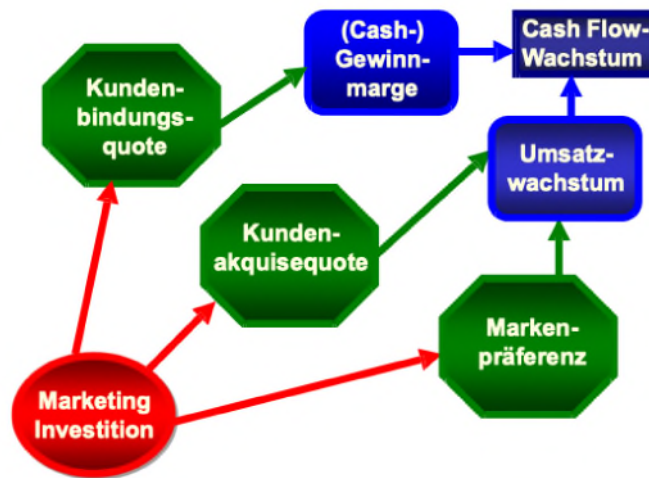 (Cash-)
Gewinn-
marge
Cash Flow-
Wachstum
Kunden-
bindungs-
quote
Umsatz-
wachstum
Kunden-
akquisequote
Marken-
präferenz
Marketing
Investition